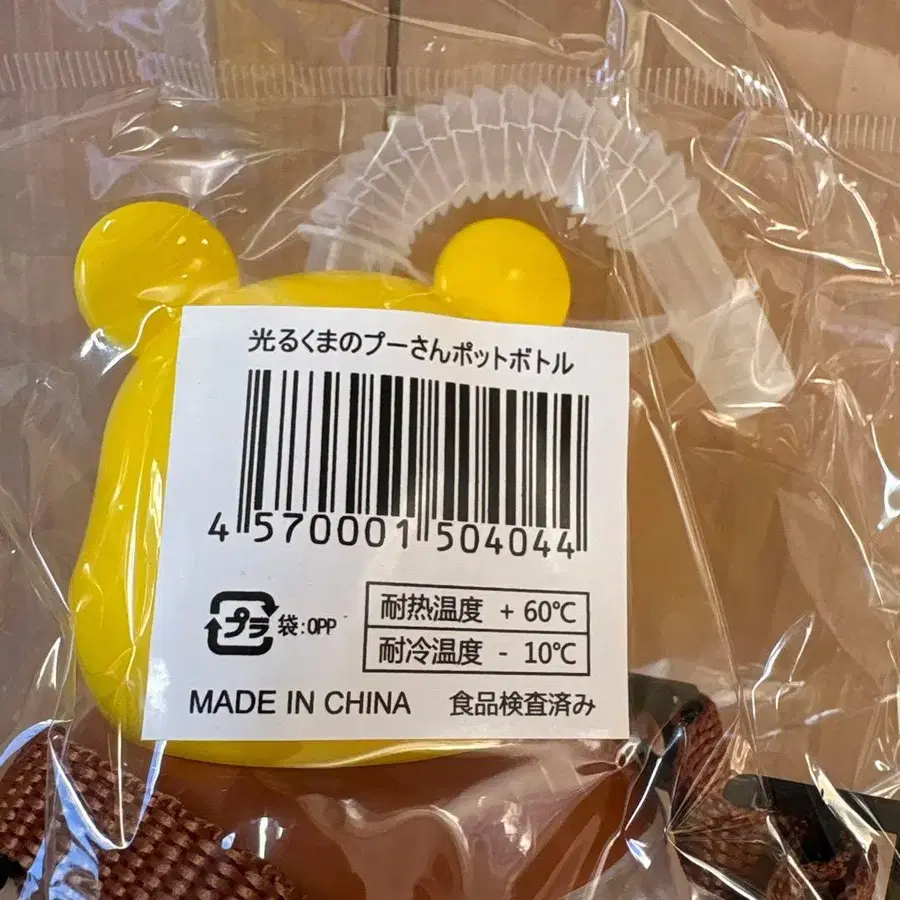 光るくまのプーさんポットボトル
4 570001 504044
プラ 袋:OPP
耐热温度 + 60℃
耐冷温度 - 10℃
MADE IN CHINA 食品検査済み